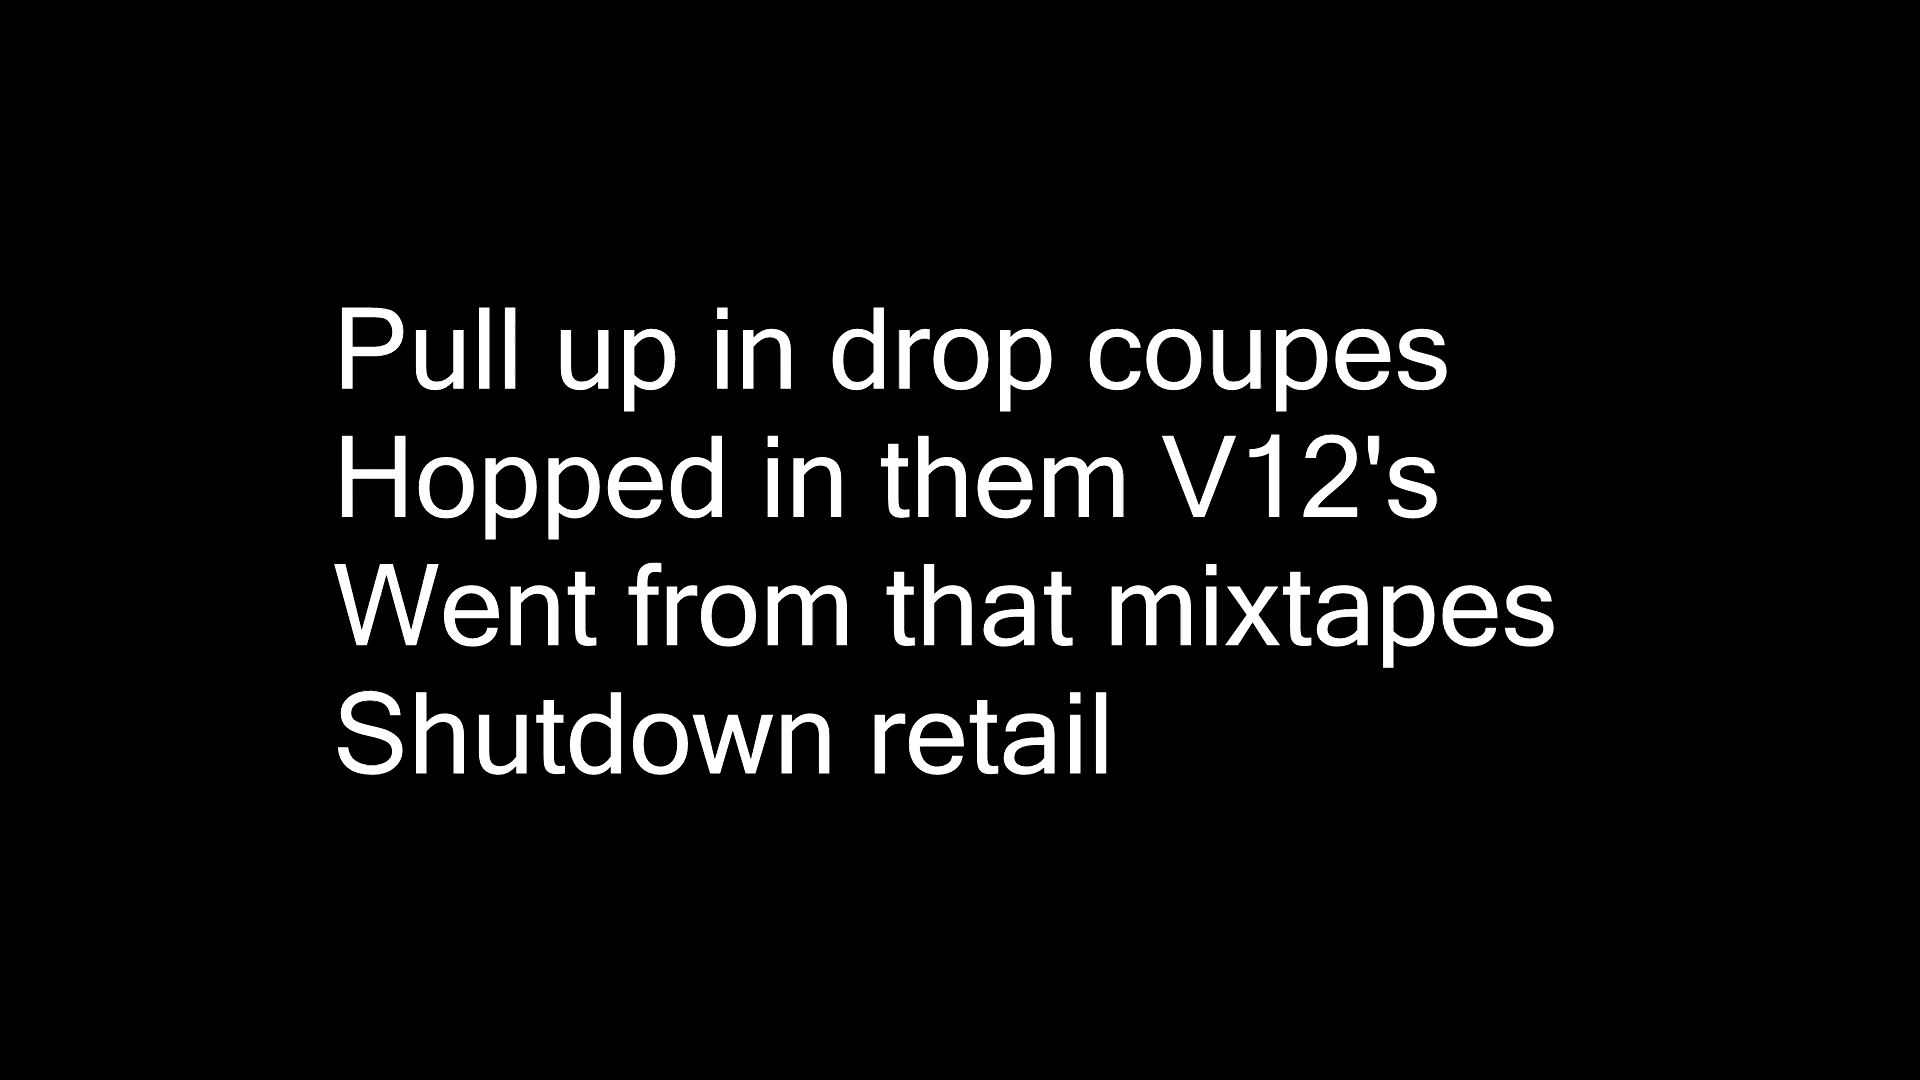 Pull up in drop coupes
Hopped in them V12's
Went from that mixtapes
Shutdown retail